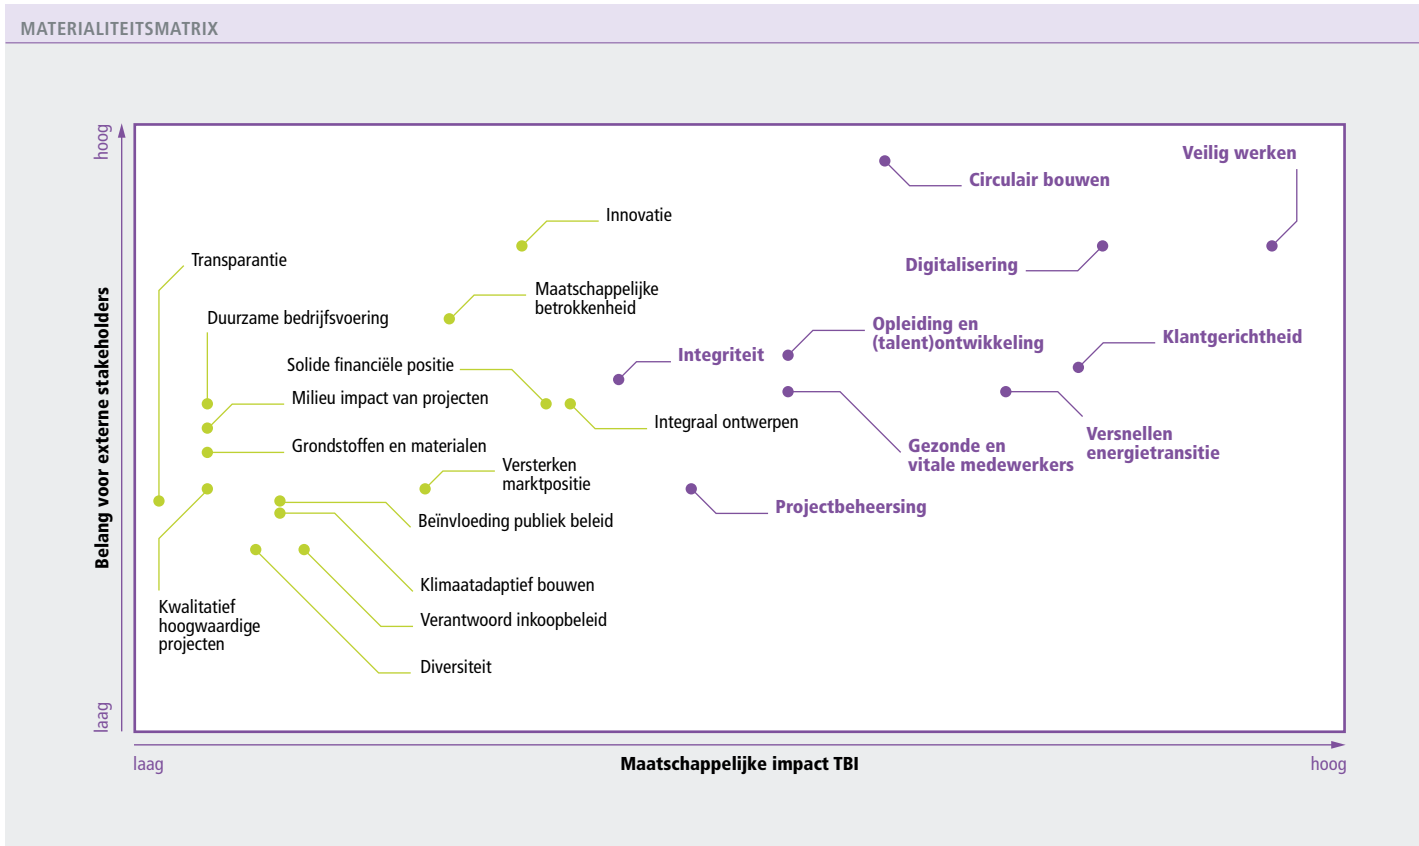 MATERIALITEITSMATRIX
hoog
Belang voor externe stakeholders
laag
Veilig werken
Circulair bouwen
Innovatie
Transparantie
Digitalisering
Maatschappelijke
betrokkenheid
Duurzame bedrijfsvoering
Opleiding en
(talent)ontwikkeling
Klantgerichtheid
Integriteit
Solide financiële positie
Milieu impact van projecten
Integraal ontwerpen
Grondstoffen en materialen
Gezonde en
vitale medewerkers
Versnellen
energietransitie
Versterken
marktpositie
Projectbeheersing
Beïnvloeding publiek beleid
Klimaatadaptief bouwen
Kwalitatief
hoogwaardige
projecten
Verantwoord inkoopbeleid
Diversiteit
laag
Maatschappelijke impact TBI
hoog